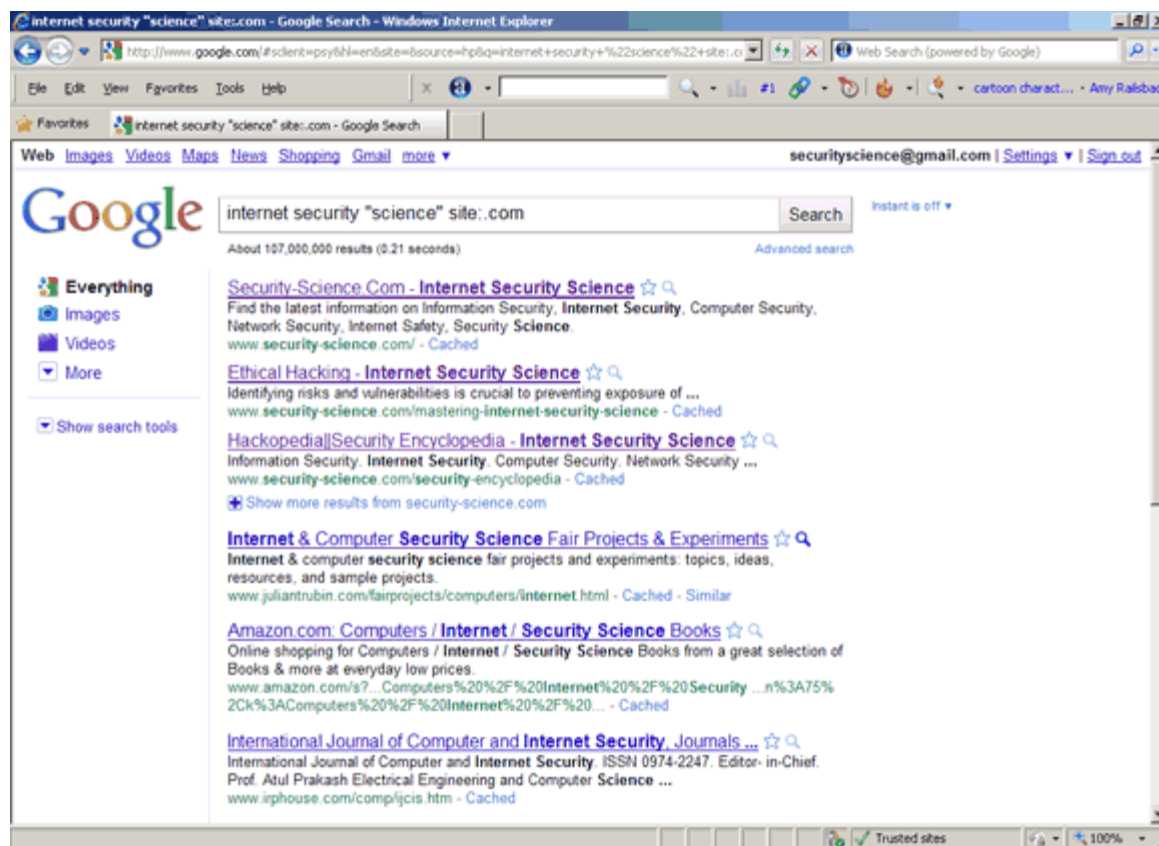 internet security "science" site:.com - Google Search - Windows Internet Explorer
http://www.google.com/#sclient=psy&hl=en&site=&source=hp&q=internet+security+%22science%22+site:.co
Web Search (powered by Google)
File Edit View Favorites Tools Help
#1
cartoon charact... Amy Railsbac
Favorites
internet security "science" site:.com - Google Search
Web Images Videos Maps News Shopping Gmail more
securityscience@gmail.com | Settings | Sign out
Google
internet security "science" site:.com
Search
Instant is off
About 107,000,000 results (0.21 seconds)
Advanced search
Everything
Images
Videos
More
Show search tools
Security-Science.Com - Internet Security Science
Find the latest information on Information Security, Internet Security, Computer Security,
Network Security, Internet Safety, Security Science.
www.security-science.com/ - Cached
Ethical Hacking - Internet Security Science
Identifying risks and vulnerabilities is crucial to preventing exposure of ...
www.security-science.com/mastering-internet-security-science - Cached
Hackopedia||Security Encyclopedia - Internet Security Science
Information Security. Internet Security. Computer Security. Network Security ...
www.security-science.com/security-encyclopedia - Cached
Show more results from security-science.com
Internet & Computer Security Science Fair Projects & Experiments
Internet & computer security science fair projects and experiments: topics, ideas,
resources, and sample projects.
www.juliantrubin.com/fairprojects/computers/internet.html - Cached - Similar
Amazon.com: Computers / Internet / Security Science Books
Online shopping for Computers / Internet / Security Science Books from a great selection of
Books & more at everyday low prices.
www.amazon.com/s?...Computers%20%2F%20Internet%20%2F%20Security ...n%3A75%
2Ck%3AComputers%20%2F%20Internet%20%2F%20... - Cached
International Journal of Computer and Internet Security, Journals ...
International Journal of Computer and Internet Security. ISSN 0974-2247. Editor- in-Chief.
Prof. Atul Prakash Electrical Engineering and Computer Science ...
www.irphouse.com/comp/ijcis.htm - Cached
Trusted sites
100%